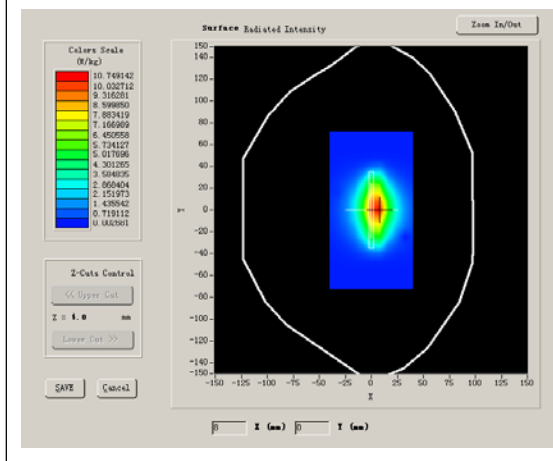 Surface Radiated Intensity
Zoom In/Out
Colors Scale
(W/kg)
10.749142
10.032712
9.316281
8.599850
7.883419
7.166989
6.450558
5.734127
5.017696
4.301265
3.584835
2.868404
2.151973
1.435542
0.719112
0.002681
150
140
120
100
80
60
40
20
0
-20
-40
-60
-80
-100
-120
-140
-150
Y
-150 -125 -100 -75 -50 -25 0 25 50 75 100 125 150
X
Z-Cuts Control
<< Upper Cut
Z = 4.0 mm
Lower Cut >>
SAVE Cancel
8 X (mm) 0 Y (mm)